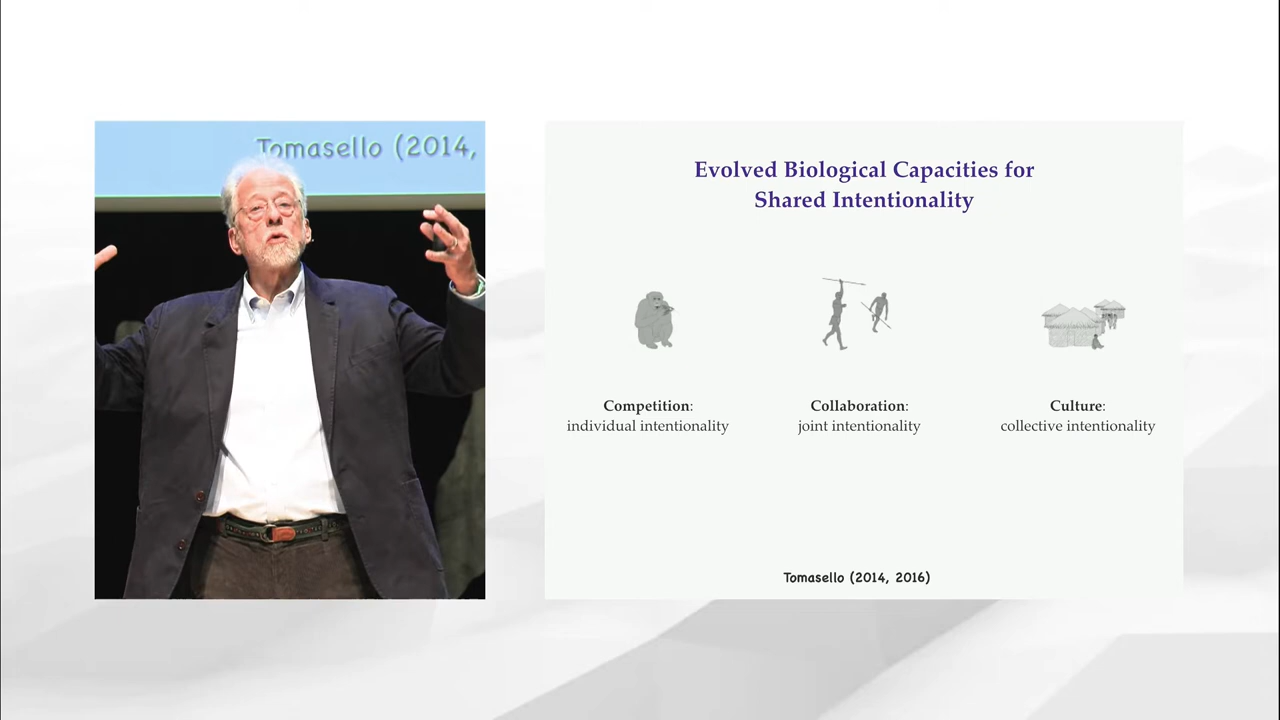 Tomasello (2014,
Evolved Biological Capacities for
Shared Intentionality
Competition:
individual intentionality
Collaboration:
joint intentionality
Culture:
collective intentionality
Tomasello (2014, 2016)